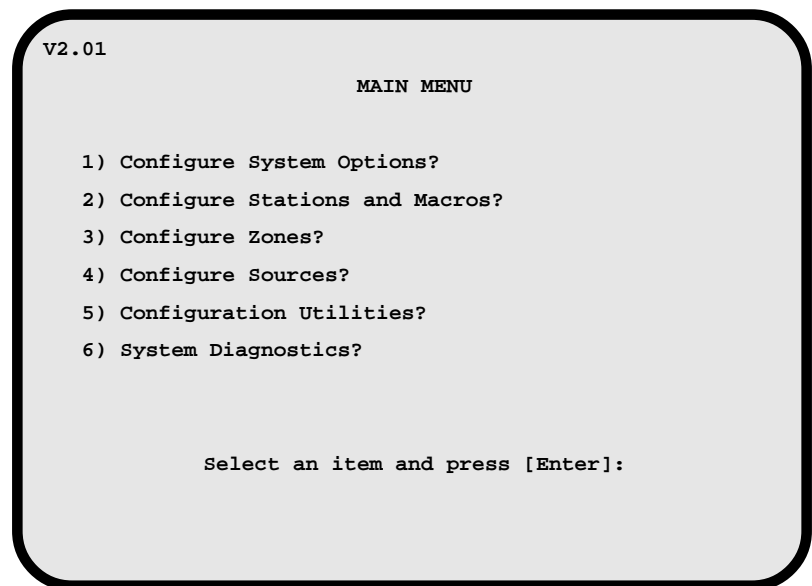 V2.01
MAIN MENU
1) Configure System Options?
2) Configure Stations and Macros?
3) Configure Zones?
4) Configure Sources?
5) Configuration Utilities?
6) System Diagnostics?
Select an item and press [Enter]: